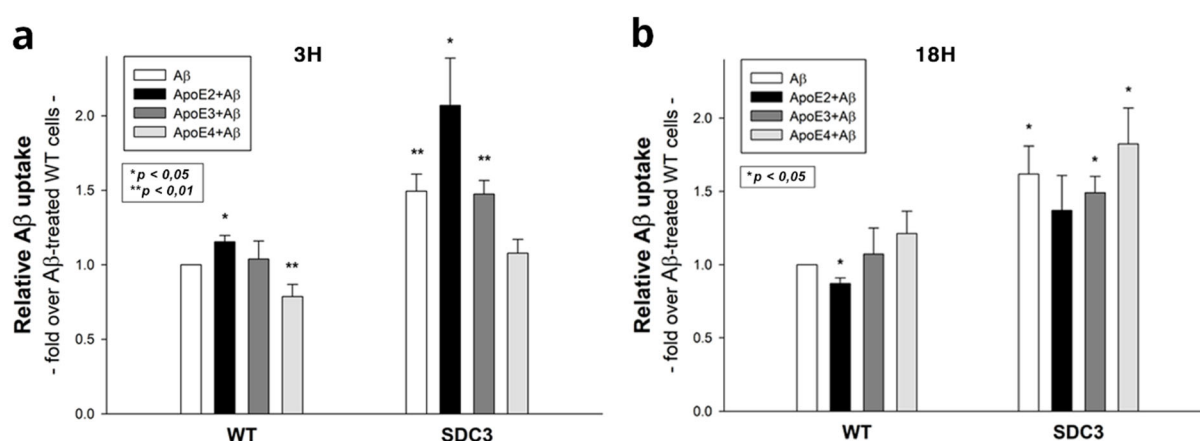 a
3H
Relative Aβ uptake
- fold over Aβ-treated WT cells -
Aβ
ApoE2+Aβ
ApoE3+Aβ
ApoE4+Aβ
* p < 0,05
** p < 0,01
2.0
1.5
1.0
0.5
0.0
*
**
**
*
**
WT
SDC3
b
18H
Relative Aβ uptake
- fold over Aβ-treated WT cells -
Aβ
ApoE2+Aβ
ApoE3+Aβ
ApoE4+Aβ
* p < 0,05
2.0
1.5
1.0
0.5
0.0
*
*
*
*
WT
SDC3